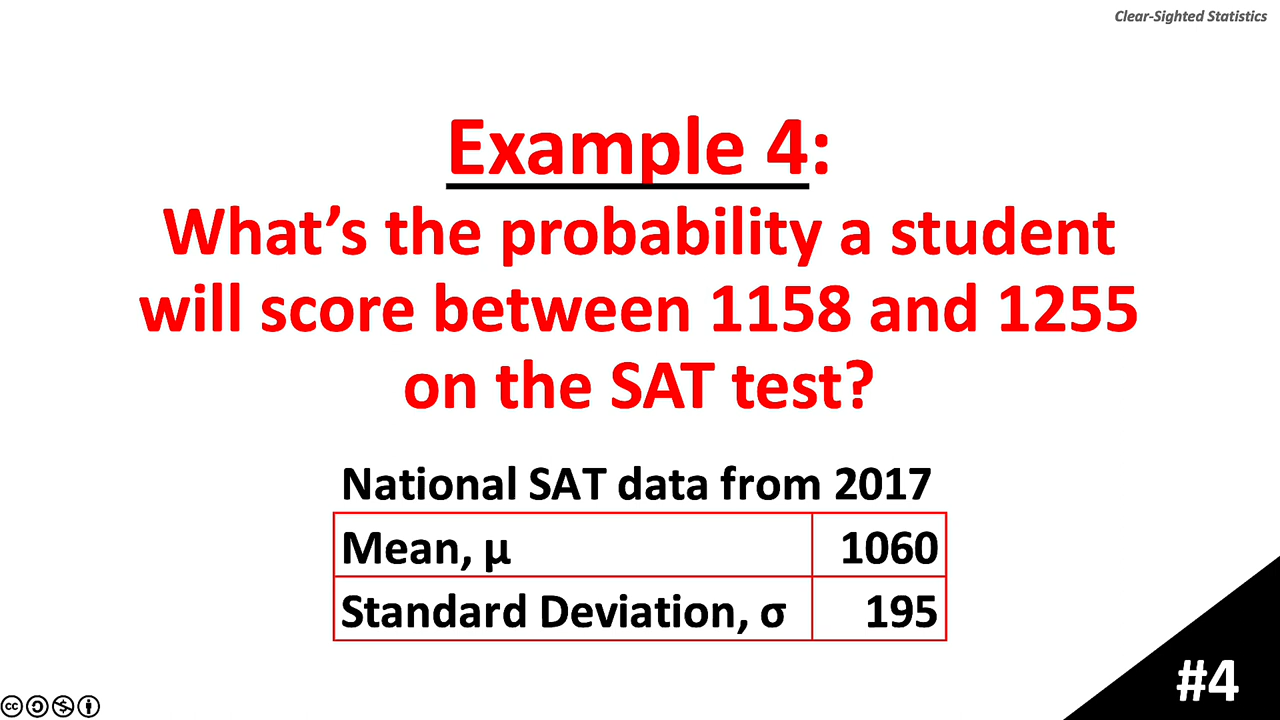 Clear-Sighted Statistics
Example 4:
What’s the probability a student
will score between 1158 and 1255
on the SAT test?
National SAT data from 2017
Mean, μ 1060
Standard Deviation, σ 195
#4
cc